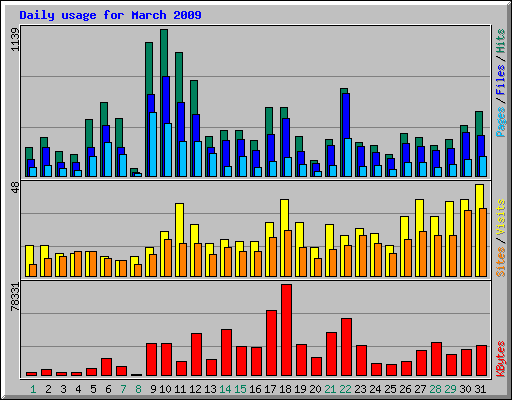 Daily usage for March 2009
1139
Pages / Files / Hits
48
Sites / Visits
78331
KBytes
1 2 3 4 5 6 7 8 9 10 11 12 13 14 15 16 17 18 19 20 21 22 23 24 25 26 27 28 29 30 31